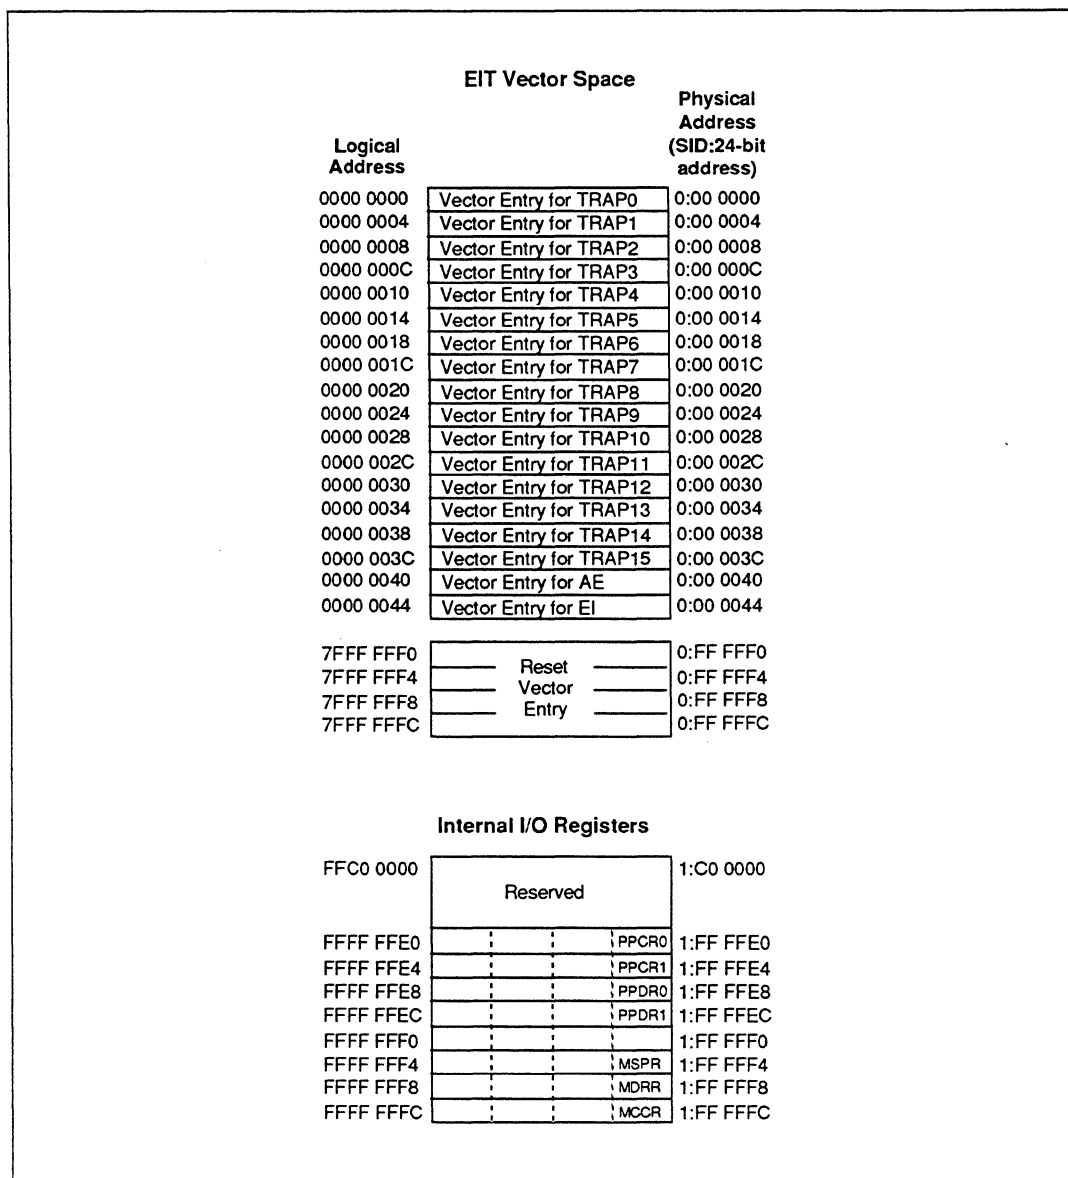 EIT Vector Space
Logical
Address
Physical
Address
(SID:24-bit
address)
0000 0000 Vector Entry for TRAP0 0:00 0000
0000 0004 Vector Entry for TRAP1 0:00 0004
0000 0008 Vector Entry for TRAP2 0:00 0008
0000 000C Vector Entry for TRAP3 0:00 000C
0000 0010 Vector Entry for TRAP4 0:00 0010
0000 0014 Vector Entry for TRAP5 0:00 0014
0000 0018 Vector Entry for TRAP6 0:00 0018
0000 001C Vector Entry for TRAP7 0:00 001C
0000 0020 Vector Entry for TRAP8 0:00 0020
0000 0024 Vector Entry for TRAP9 0:00 0024
0000 0028 Vector Entry for TRAP10 0:00 0028
0000 002C Vector Entry for TRAP11 0:00 002C
0000 0030 Vector Entry for TRAP12 0:00 0030
0000 0034 Vector Entry for TRAP13 0:00 0034
0000 0038 Vector Entry for TRAP14 0:00 0038
0000 003C Vector Entry for TRAP15 0:00 003C
0000 0040 Vector Entry for AE 0:00 0040
0000 0044 Vector Entry for EI 0:00 0044
7FFF FFF0 0:FF FFF0
7FFF FFF4 Reset 0:FF FFF4
7FFF FFF8 Vector 0:FF FFF8
7FFF FFFC Entry 0:FF FFFC
Internal I/O Registers
FFC0 0000 1:C0 0000
Reserved
FFFF FFE0 PPCR0 1:FF FFE0
FFFF FFE4 PPCR1 1:FF FFE4
FFFF FFE8 PPDR0 1:FF FFE8
FFFF FFEC PPDR1 1:FF FFEC
FFFF FFF0 1:FF FFF0
FFFF FFF4 MSPR 1:FF FFF4
FFFF FFF8 MDRR 1:FF FFF8
FFFF FFFC MCCR 1:FF FFFC